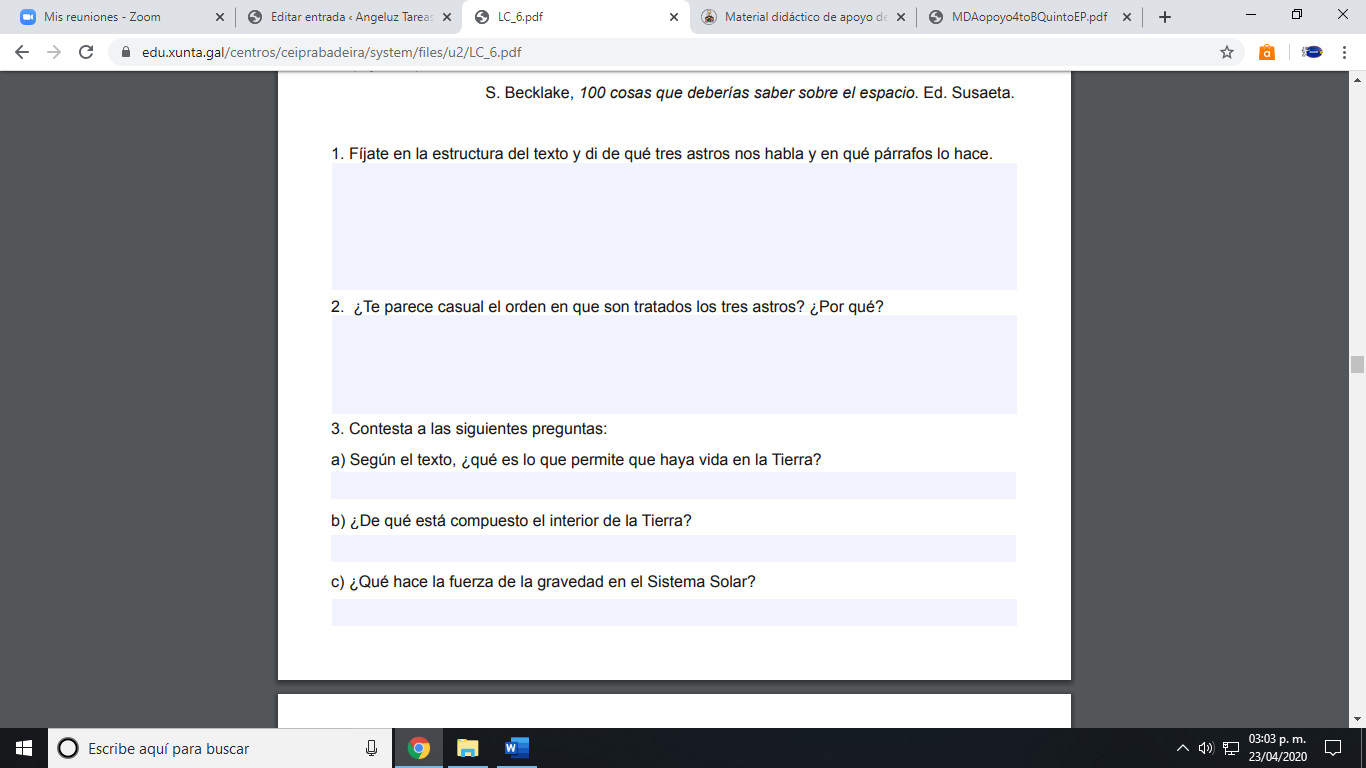 Mis reuniones - Zoom
Editar entrada ‹ Angeluz Tareas
LC_6.pdf
Material didáctico de apoyo de
MDAopoyo4toBQuintoEP.pdf
edu.xunta.gal/centros/ceiprabadeira/system/files/u2/LC_6.pdf
S. Becklake, 100 cosas que deberías saber sobre el espacio. Ed. Susaeta.
1. Fíjate en la estructura del texto y di de qué tres astros nos habla y en qué párrafos lo hace.
2. ¿Te parece casual el orden en que son tratados los tres astros? ¿Por qué?
3. Contesta a las siguientes preguntas:
a) Según el texto, ¿qué es lo que permite que haya vida en la Tierra?
b) ¿De qué está compuesto el interior de la Tierra?
c) ¿Qué hace la fuerza de la gravedad en el Sistema Solar?
Escribe aquí para buscar
03:03 p. m.
23/04/2020